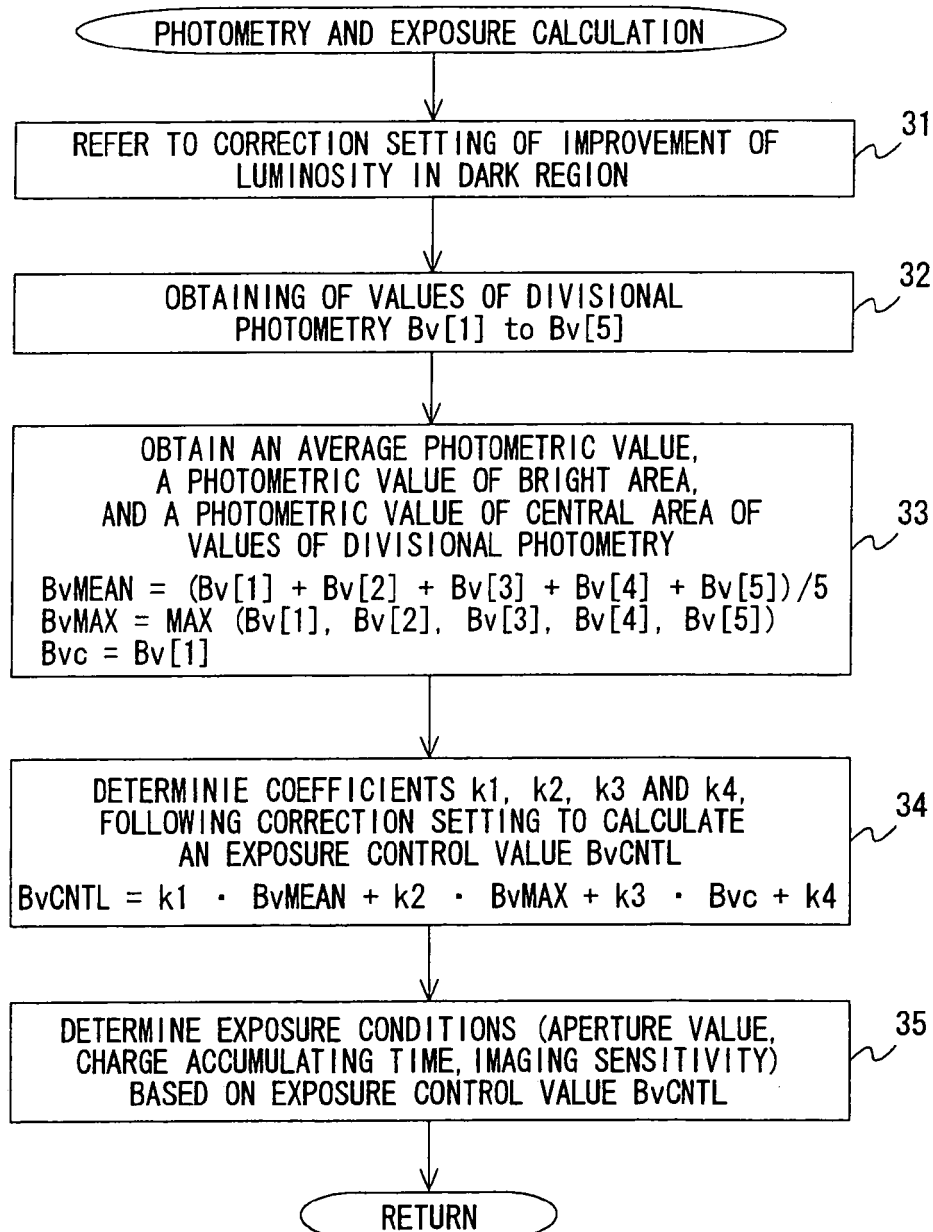 PHOTOMETRY AND EXPOSURE CALCULATION
31
REFER TO CORRECTION SETTING OF IMPROVEMENT OF
LUMINOSITY IN DARK REGION
32
OBTAINING OF VALUES OF DIVISIONAL
PHOTOMETRY Bv[1] to Bv[5]
33
OBTAIN AN AVERAGE PHOTOMETRIC VALUE,
A PHOTOMETRIC VALUE OF BRIGHT AREA,
AND A PHOTOMETRIC VALUE OF CENTRAL AREA OF
VALUES OF DIVISIONAL PHOTOMETRY
BvMEAN = (Bv[1] + Bv[2] + Bv[3] + Bv[4] + Bv[5])/5
BvMAX = MAX (Bv[1], Bv[2], Bv[3], Bv[4], Bv[5])
Bvc = Bv[1]
34
DETERMINIE COEFFICIENTS k1, k2, k3 AND k4,
FOLLOWING CORRECTION SETTING TO CALCULATE
AN EXPOSURE CONTROL VALUE BvCNTL
BvCNTL = k1 · BvMEAN + k2 · BvMAX + k3 · Bvc + k4
35
DETERMINE EXPOSURE CONDITIONS (APERTURE VALUE,
CHARGE ACCUMULATING TIME, IMAGING SENSITIVITY)
BASED ON EXPOSURE CONTROL VALUE BvCNTL
RETURN